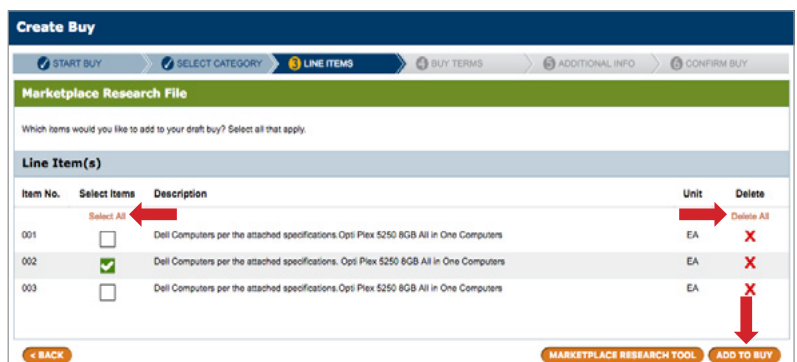 Create Buy
START BUY SELECT CATEGORY 3 LINE ITEMS 4 BUY TERMS 5 ADDITIONAL INFO 6 CONFIRM BUY
Marketplace Research File
Which items would you like to add to your draft buy? Select all that apply.
Line Item(s)
Item No. Select Items Description Unit Delete
Select All Delete All
001 Dell Computers per the attached specifications.Opti Plex 5250 8GB All in One Computers EA X
002 Dell Computers per the attached specifications. Opti Plex 5250 8GB All in One Computers EA X
003 Dell Computers per the attached specifications.Opti Plex 5250 8GB All in One Computers EA X
< BACK MARKETPLACE RESEARCH TOOL ADD TO BUY